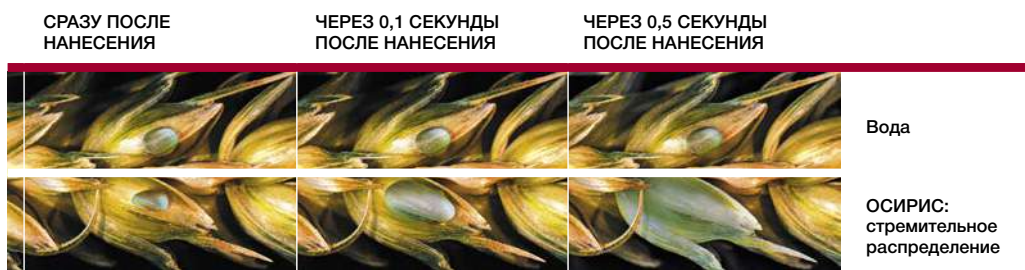 СРАЗУ ПОСЛЕ
НАНЕСЕНИЯ
ЧЕРЕЗ 0,1 СЕКУНДЫ
ПОСЛЕ НАНЕСЕНИЯ
ЧЕРЕЗ 0,5 СЕКУНДЫ
ПОСЛЕ НАНЕСЕНИЯ
Вода
ОСИРИС:
стремительное
распределение